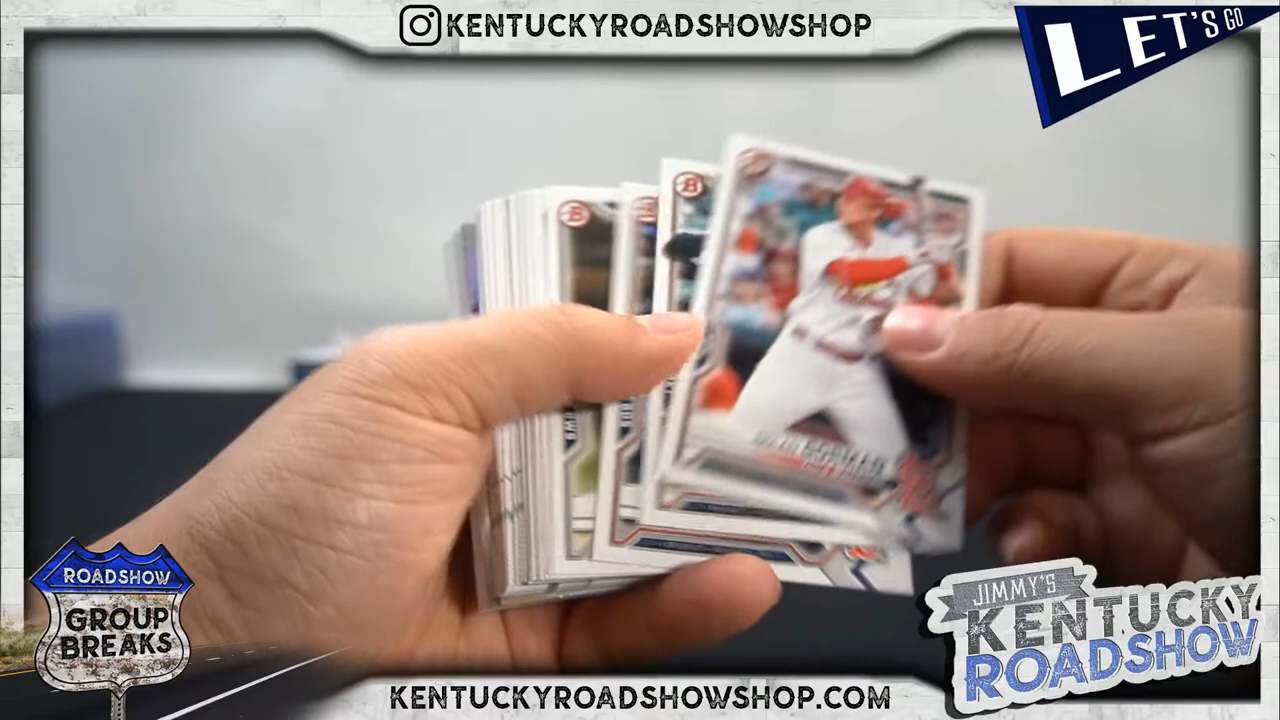 KENTUCKYROADSHOWSHOP
LET'S GO
B
B
ROADSHOW
GROUP
BREAKS
JIMMY'S
KENTUCKY
ROADSHOW
KENTUCKYROADSHOWSHOP.COM